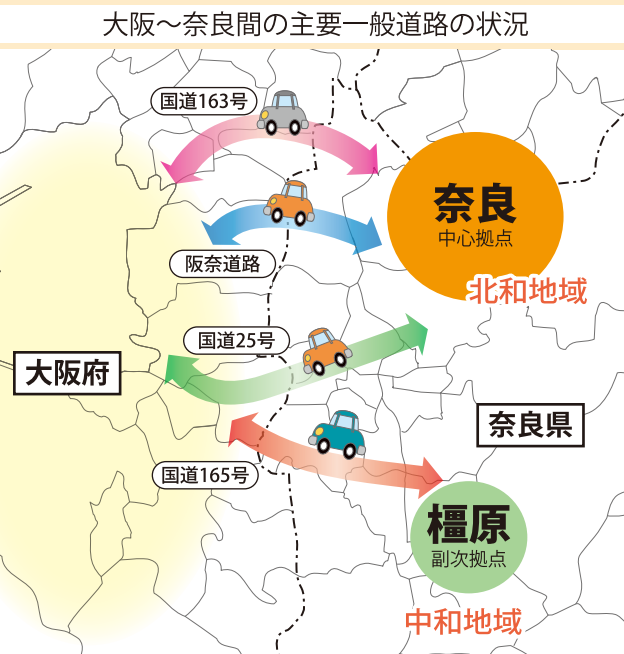 大阪～奈良間の主要一般道路の状況
国道163号
奈良
中心拠点
阪奈道路
北和地域
国道25号
大阪府
奈良県
国道165号
橿原
副次拠点
中和地域